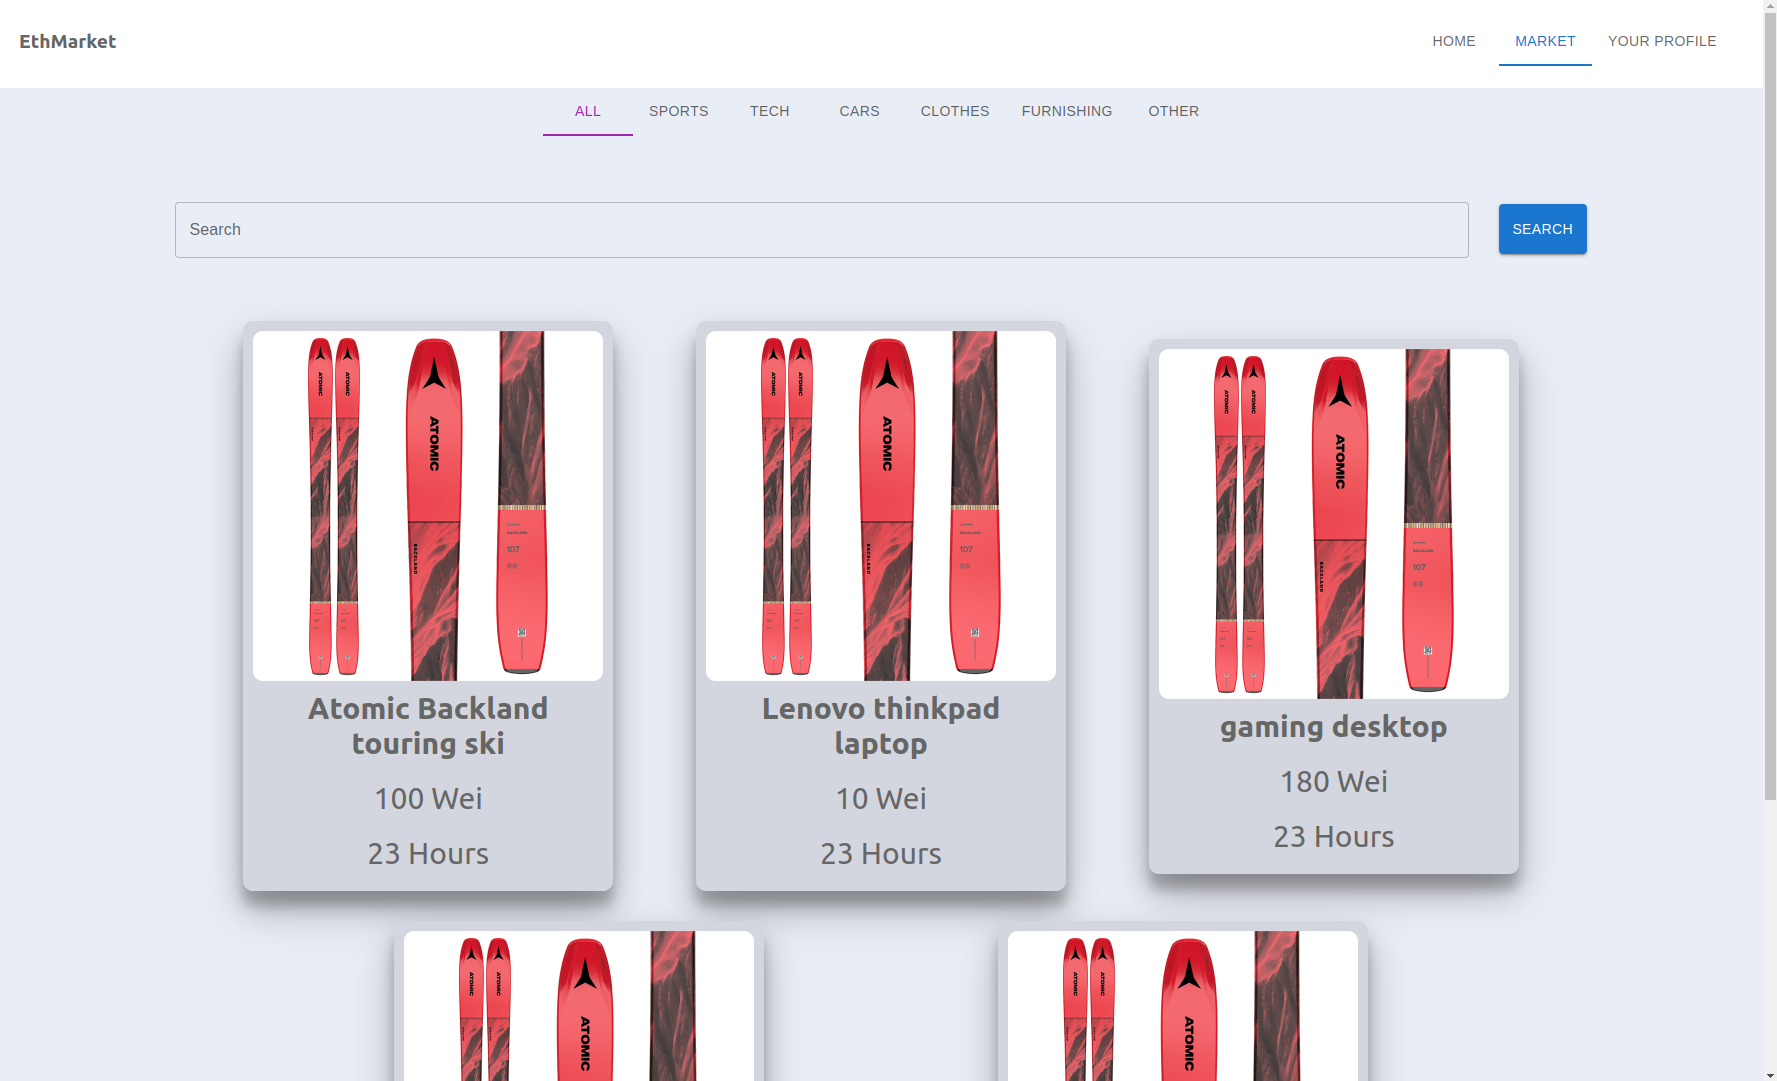 EthMarket
HOME MARKET YOUR PROFILE
ALL SPORTS TECH CARS CLOTHES FURNISHING OTHER
Search
SEARCH
ATOMIC
ATOMIC
ATOMIC
BACKLAND
107
ATOMIC
ATOMIC
ATOMIC
BACKLAND
107
ATOMIC
ATOMIC
ATOMIC
BACKLAND
107
Atomic Backland
touring ski
100 Wei
23 Hours
Lenovo thinkpad
laptop
10 Wei
23 Hours
gaming desktop
180 Wei
23 Hours
ATOMIC
ATOMIC
ATOMIC
ATOMIC
ATOMIC
ATOMIC